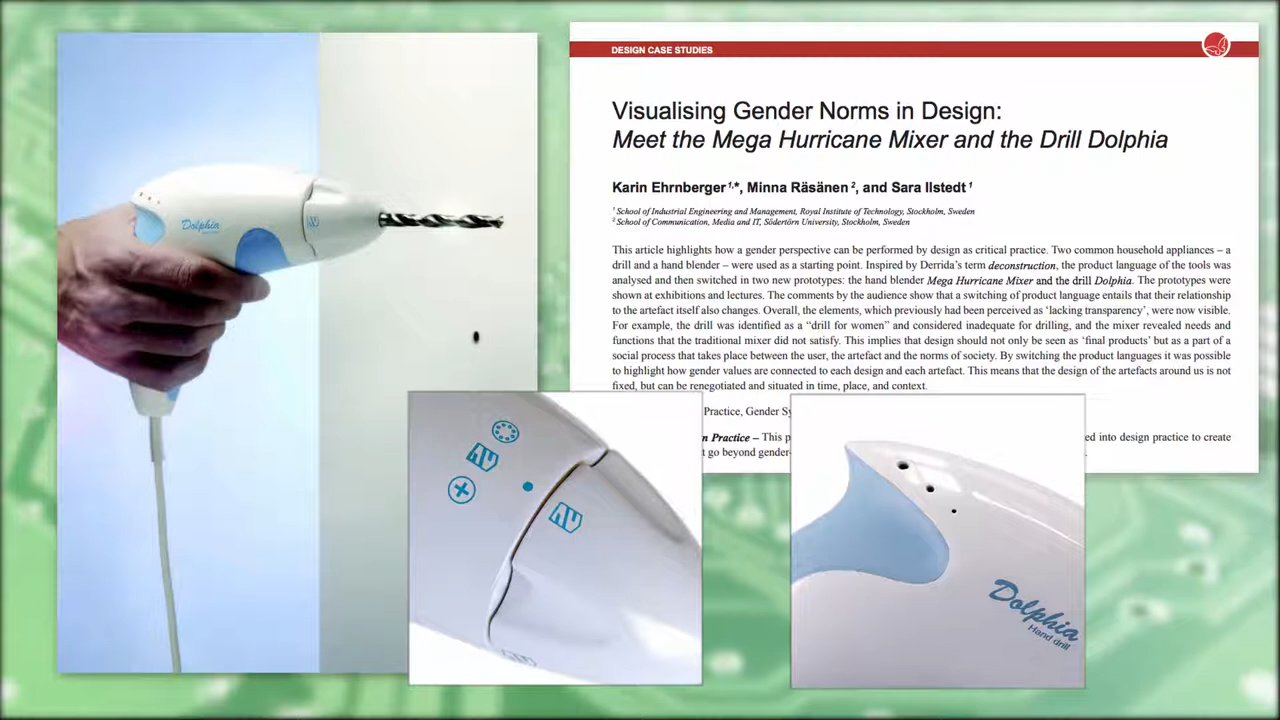 DESIGN CASE STUDIES
Visualising Gender Norms in Design:
Meet the Mega Hurricane Mixer and the Drill Dolphia
Karin Ehrnberger 1,*, Minna Räsänen 2, and Sara Ilstedt 1
1 School of Industrial Engineering and Management, Royal Institute of Technology, Stockholm, Sweden
2 School of Communication, Media and IT, Södertörn University, Stockholm, Sweden
This article highlights how a gender perspective can be performed by design as critical practice. Two common household appliances – a
drill and a hand blender – were used as a starting point. Inspired by Derrida's term deconstruction, the product language of the tools was
analysed and then switched in two new prototypes: the hand blender Mega Hurricane Mixer and the drill Dolphia. The prototypes were
shown at exhibitions and lectures. The comments by the audience show that a switching of product language entails that their relationship
to the artefact itself also changes. Overall, the elements, which previously had been perceived as 'lacking transparency', were now visible.
For example, the drill was identified as a "drill for women" and considered inadequate for drilling, and the mixer revealed needs and
functions that the traditional mixer did not satisfy. This implies that design should not only be seen as 'final products' but as a part of a
social process that takes place between the user, the artefact and the norms of society. By switching the product languages it was possible
to highlight how gender values are connected to each design and each artefact. This means that the design of the artefacts around us is not
fixed, but can be renegotiated and situated in time, place, and context.
Practice, Gender Sy
Practice – This p
ed into design practice to create
t go beyond gender-
Dolphia
Dolphia
Hand drill